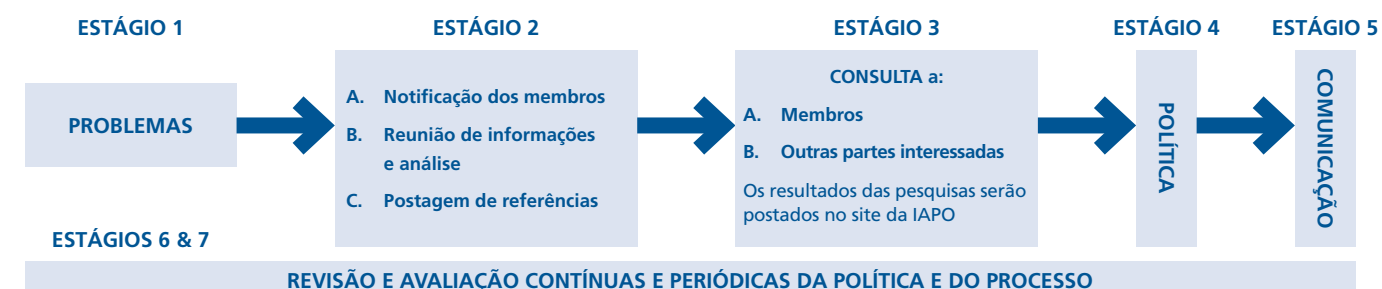 ESTÁGIO 1
PROBLEMAS
ESTÁGIO 2
A. Notificação dos membros
B. Reunião de informações
e análise
C. Postagem de referências
ESTÁGIO 3
CONSULTA a:
A. Membros
B. Outras partes interessadas
Os resultados das pesquisas serão
postados no site da IAPO
ESTÁGIO 4
POLÍTICA
ESTÁGIO 5
COMUNICAÇÃO
ESTÁGIOS 6 & 7
REVISÃO E AVALIAÇÃO CONTÍNUAS E PERIÓDICAS DA POLÍTICA E DO PROCESSO